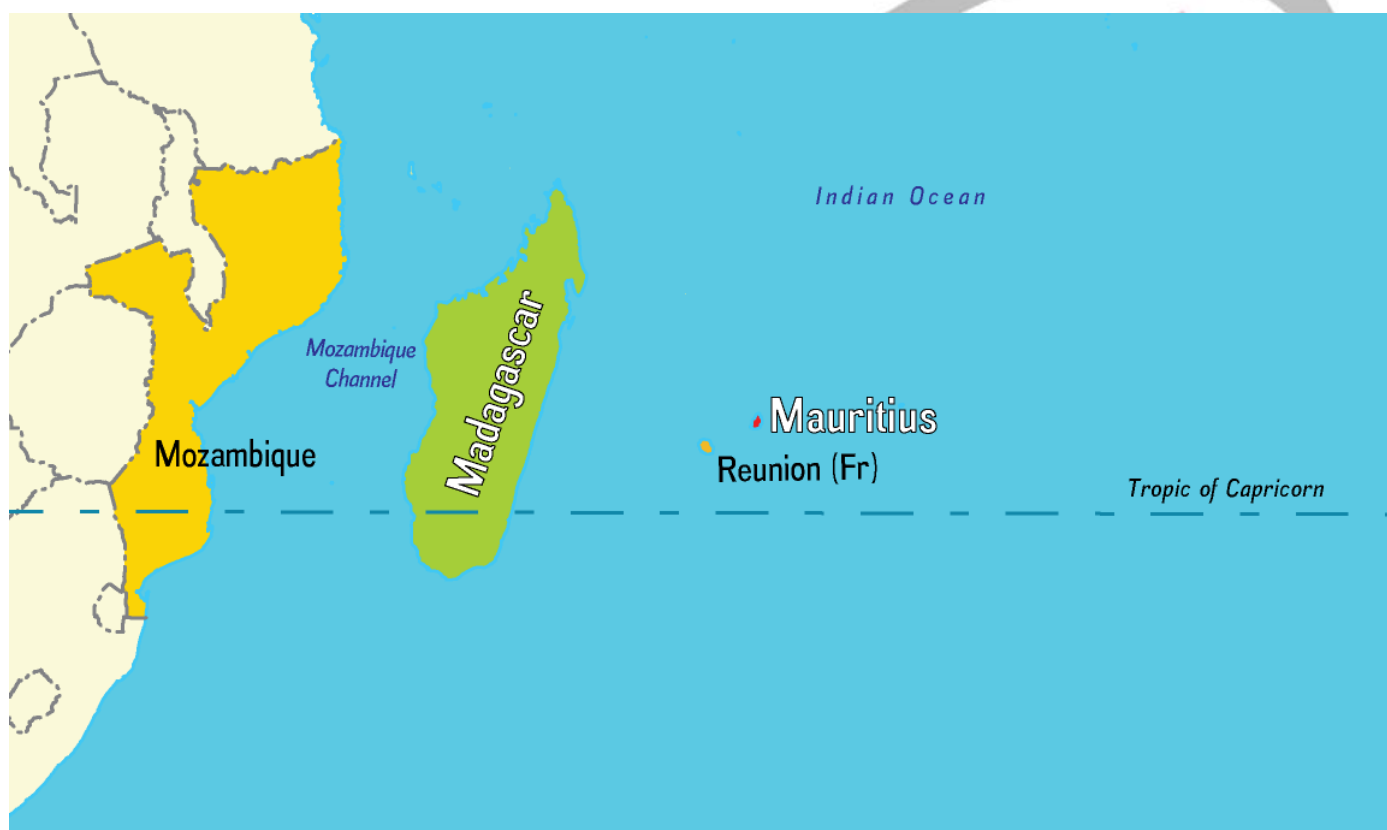 Indian Ocean
Madagascar
Mozambique
Channel
Mauritius
Mozambique
Reunion (Fr)
Tropic of Capricorn